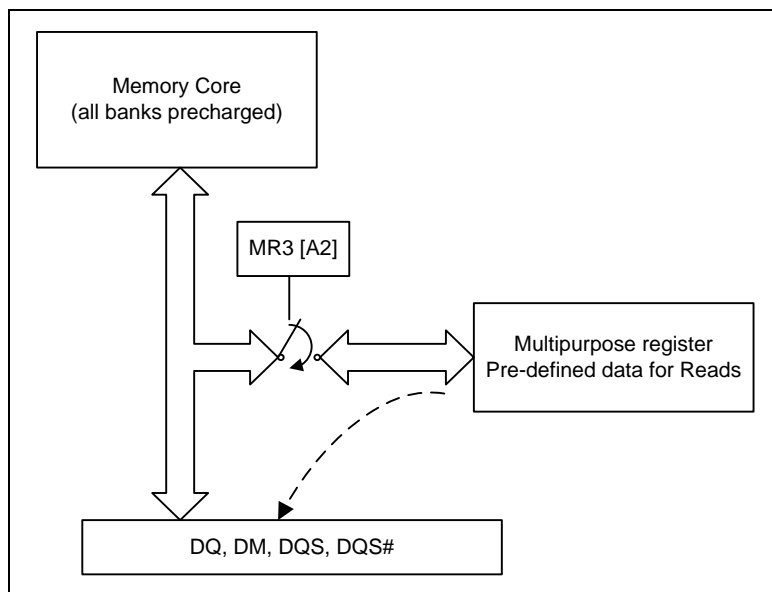 Memory Core
(all banks precharged)
MR3 [A2]
Multipurpose register
Pre-defined data for Reads
DQ, DM, DQS, DQS#